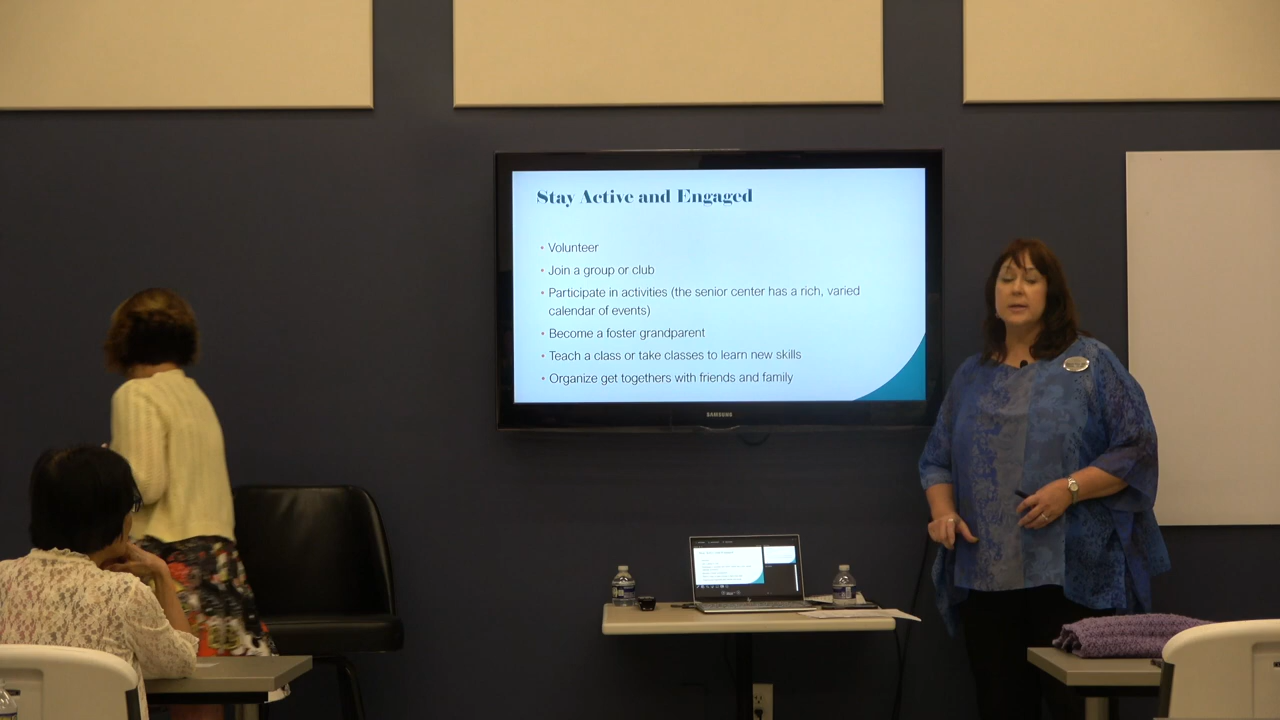 Stay Active and Engaged
• Volunteer
• Join a group or club
• Participate in activities (the senior center has a rich, varied
calendar of events)
• Become a foster grandparent
• Teach a class or take classes to learn new skills
• Organize get togethers with friends and family
SAMSUNG